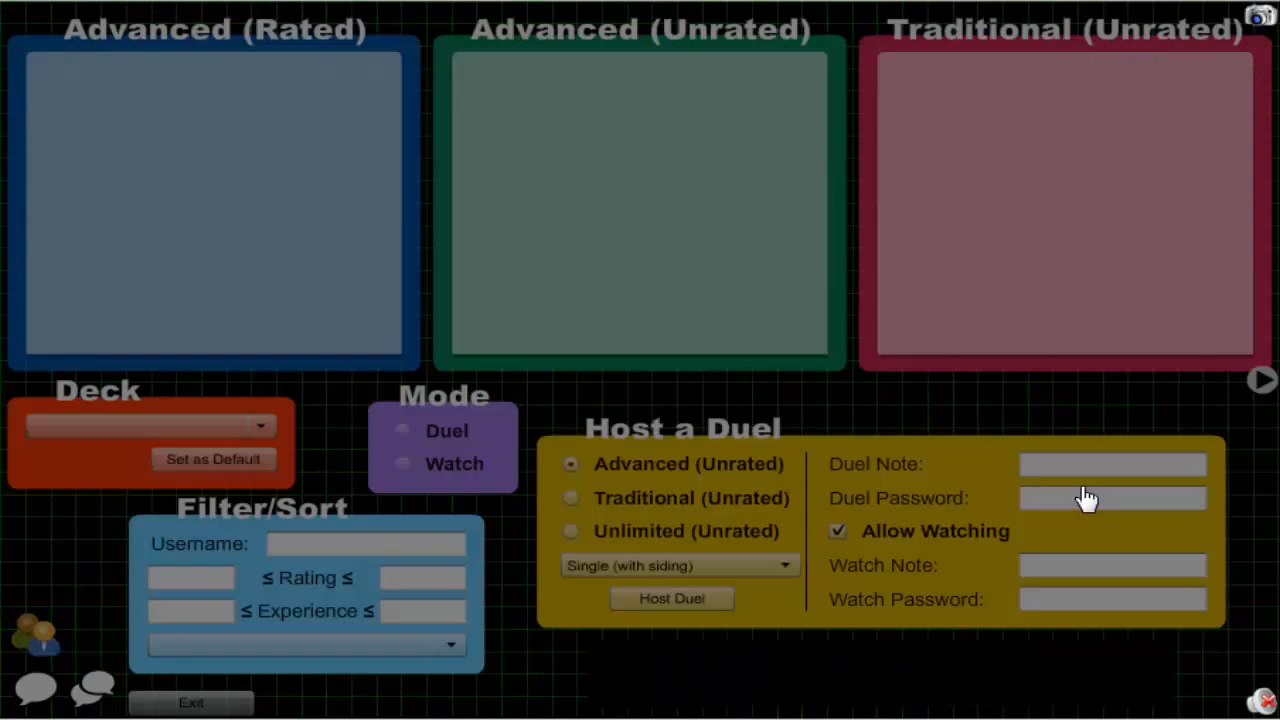 Advanced (Rated)
Advanced (Unrated)
Traditional (Unrated)
Deck
Set as Default
Mode
Duel
Watch
Filter/Sort
Username:
≤ Rating ≤
≤ Experience ≤
Exit
Host a Duel
Advanced (Unrated)
Traditional (Unrated)
Unlimited (Unrated)
Single (with siding)
Host Duel
Duel Note:
Duel Password:
Allow Watching
Watch Note:
Watch Password: